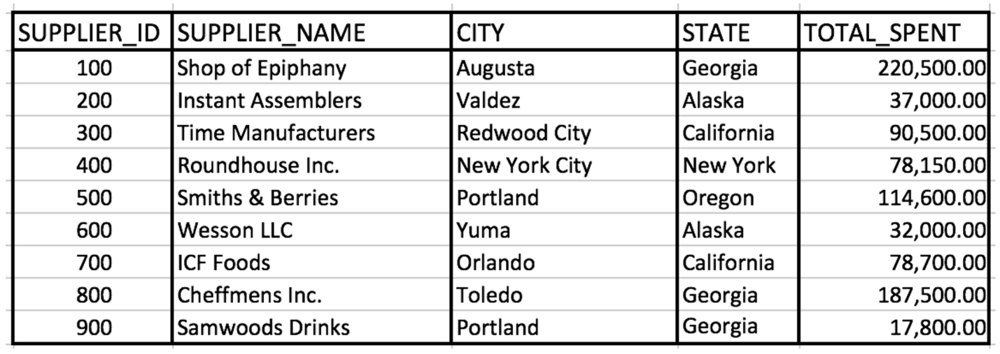 SUPPLIER_ID SUPPLIER_NAME CITY STATE TOTAL_SPENT
100 Shop of Epiphany Augusta Georgia 220,500.00
200 Instant Assemblers Valdez Alaska 37,000.00
300 Time Manufacturers Redwood City California 90,500.00
400 Roundhouse Inc. New York City New York 78,150.00
500 Smiths & Berries Portland Oregon 114,600.00
600 Wesson LLC Yuma Alaska 32,000.00
700 ICF Foods Orlando California 78,700.00
800 Cheffmens Inc. Toledo Georgia 187,500.00
900 Samwoods Drinks Portland Georgia 17,800.00